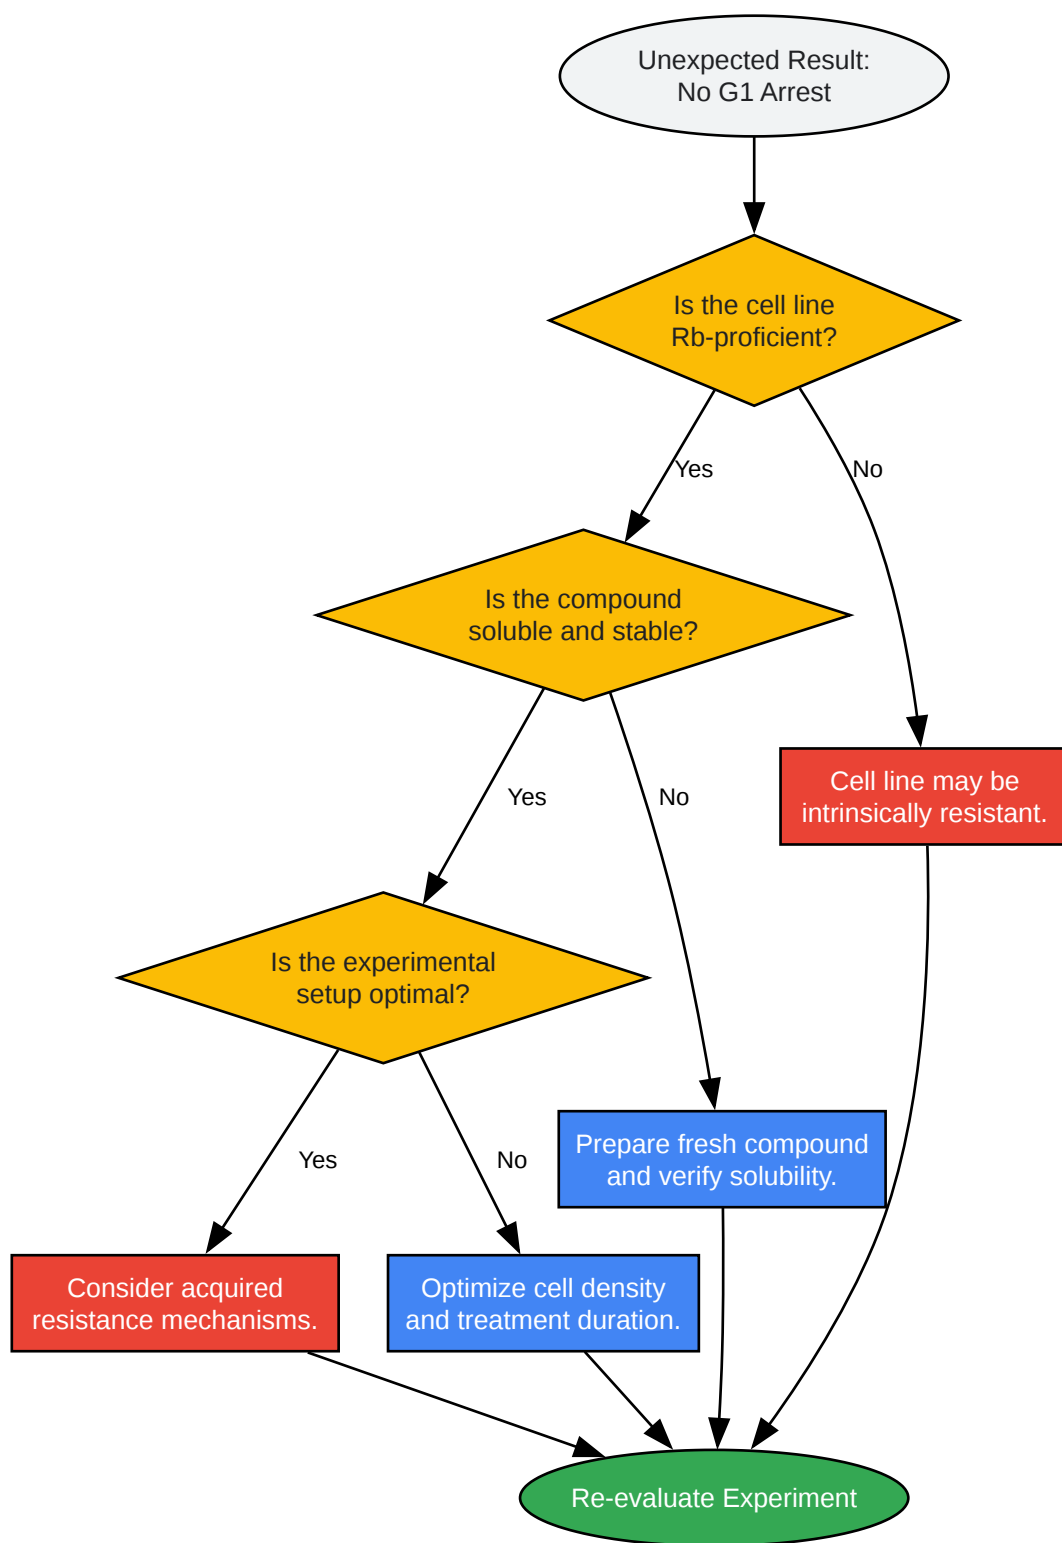 Unexpected Result:
No G1 Arrest
Is the cell line
Rb-proficient?
Yes
No
Is the compound
soluble and stable?
Cell line may be
intrinsically resistant.
Yes
No
Is the experimental
setup optimal?
Prepare fresh compound
and verify solubility.
Yes
No
Consider acquired
resistance mechanisms.
Optimize cell density
and treatment duration.
Re-evaluate Experiment